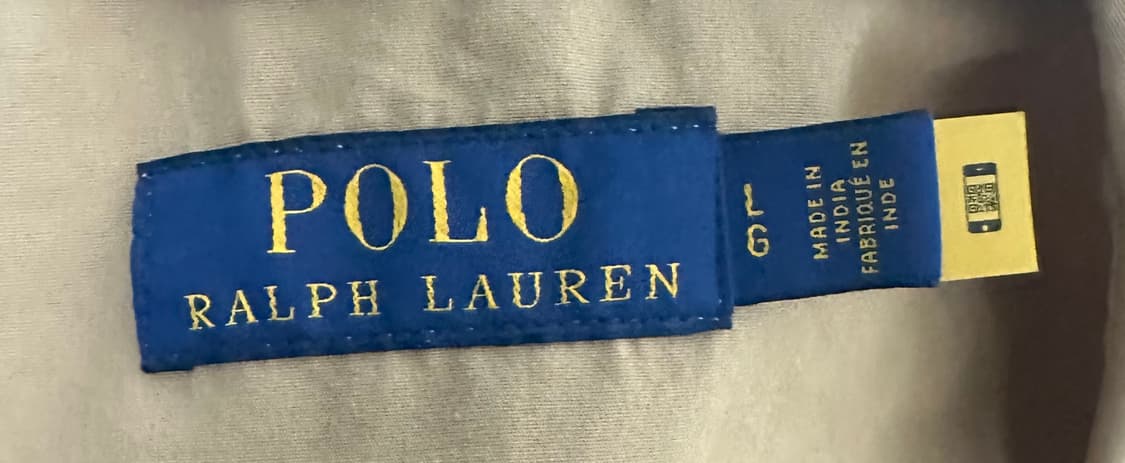 POLO
RALPH LAUREN
MADE IN
INDIA
FABRIQUÉ EN
INDE